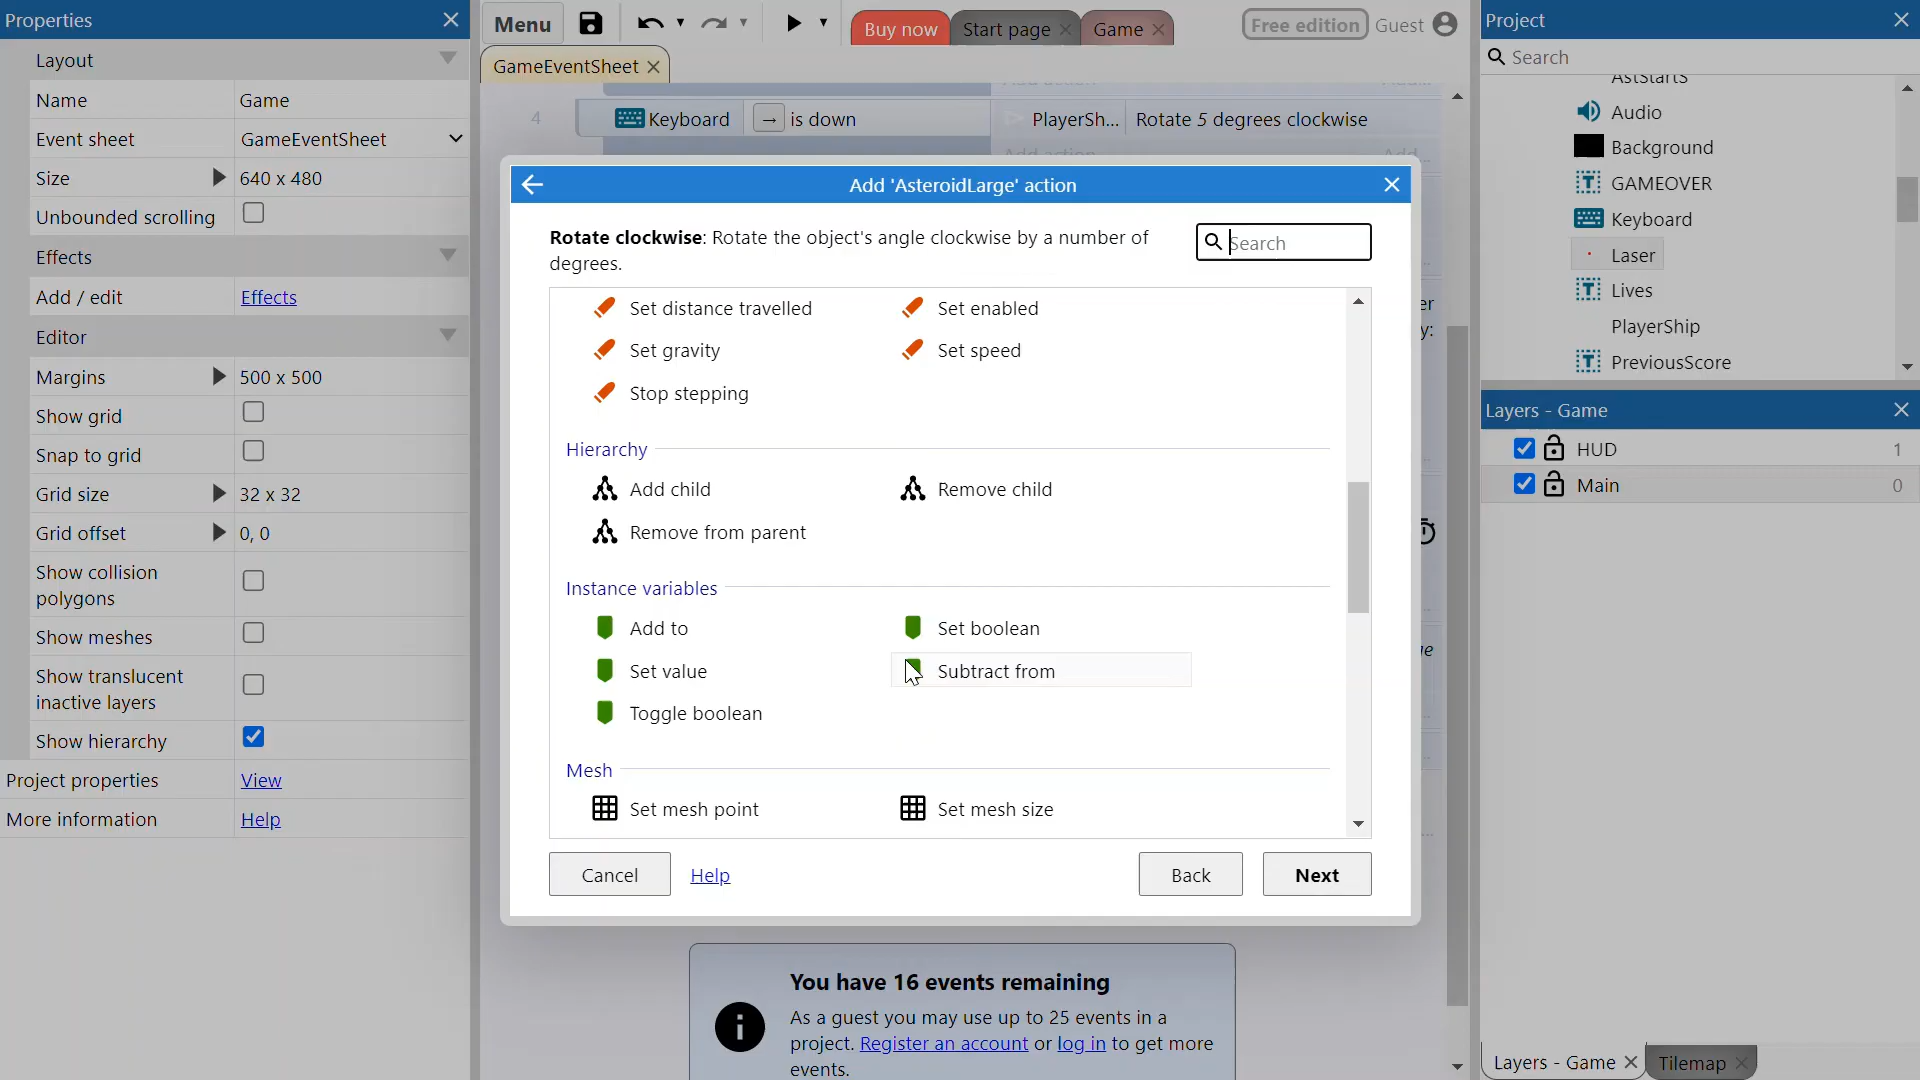 Properties
Layout
Name
Game
Event sheet
GameEventSheet
Size
640 x 480
Unbounded scrolling
Effects
Add / edit
Effects
Editor
Margins
500 x 500
Show grid
Snap to grid
Grid size
32 x 32
Grid offset
0, 0
Show collision
polygons
Show meshes
Show translucent
inactive layers
Show hierarchy
Project properties
View
More information
Help
Menu
Buy now
Start page
Game
Free edition
Guest
GameEventSheet
4
Keyboard
→ is down
PlayerSh...
Rotate 5 degrees clockwise
Add action
Add...
Add 'AsteroidLarge' action
Rotate clockwise: Rotate the object's angle clockwise by a number of
degrees.
Search
Set distance travelled
Set enabled
Set gravity
Set speed
Stop stepping
Hierarchy
Add child
Remove child
Remove from parent
Instance variables
Add to
Set boolean
Set value
Subtract from
Toggle boolean
Mesh
Set mesh point
Set mesh size
Cancel
Help
Back
Next
You have 16 events remaining
As a guest you may use up to 25 events in a
project. Register an account or log in to get more
events.
Project
Search
Audio
Background
GAMEOVER
Keyboard
Laser
Lives
PlayerShip
PreviousScore
Layers - Game
HUD
1
Main
0
Layers - Game
Tilemap